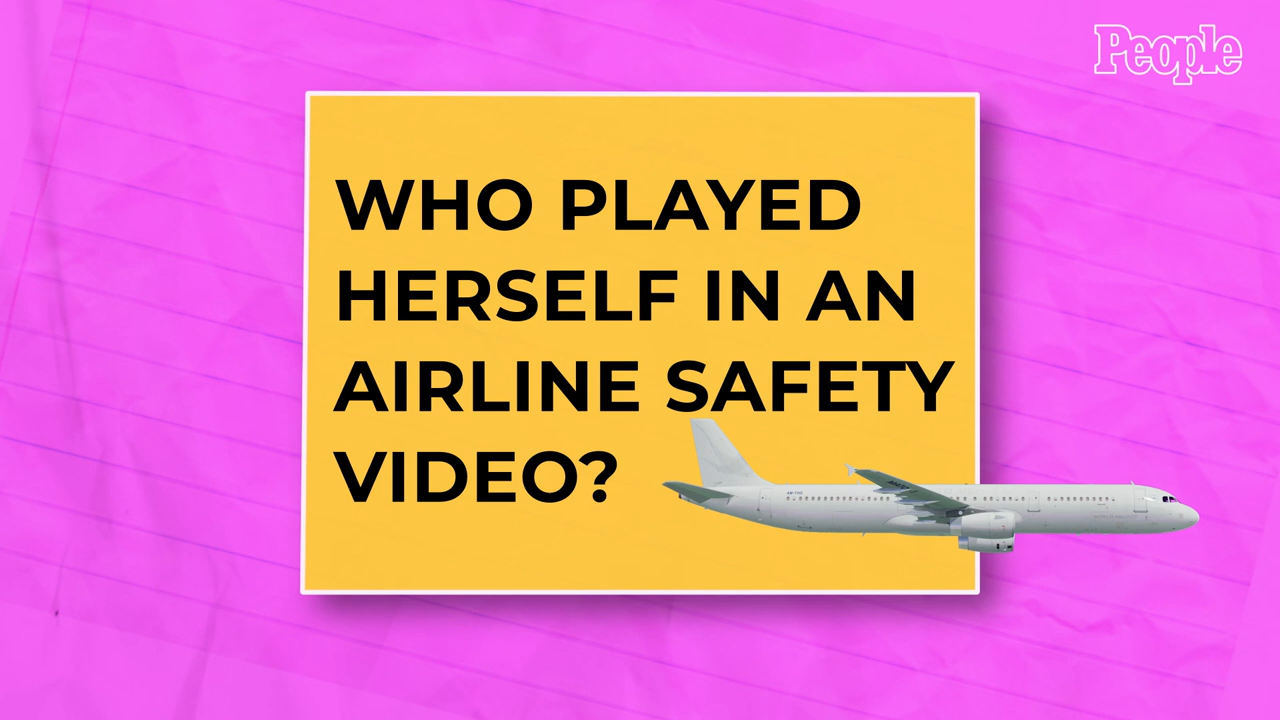 People
WHO PLAYED
HERSELF IN AN
AIRLINE SAFETY
VIDEO?